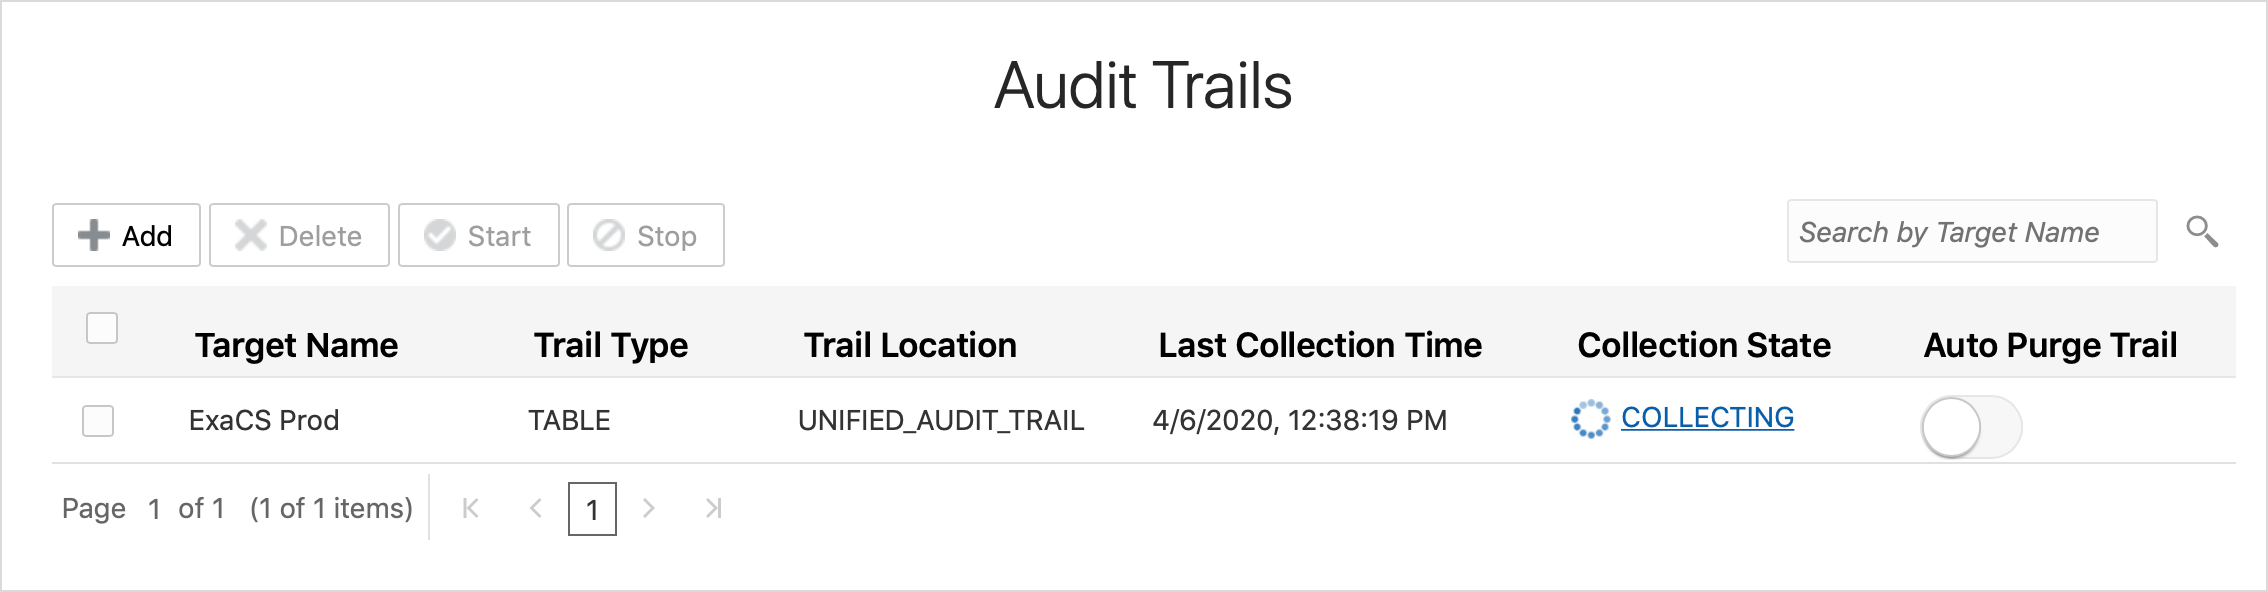 Audit Trails
Add Delete Start Stop Search by Target Name
Target Name Trail Type Trail Location Last Collection Time Collection State Auto Purge Trail
ExaCS Prod TABLE UNIFIED_AUDIT_TRAIL 4/6/2020, 12:38:19 PM COLLECTING
Page 1 of 1 (1 of 1 items) 1